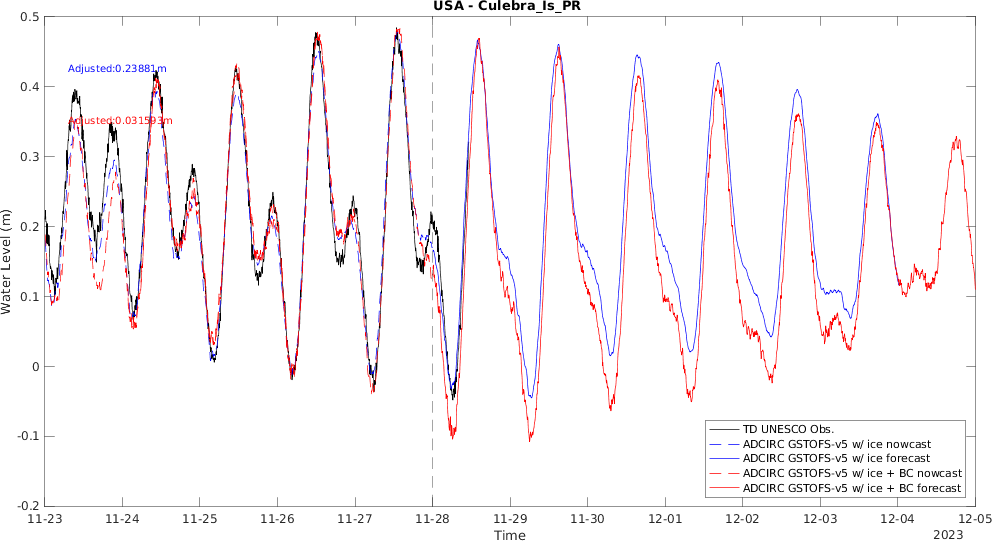 USA - Culebra_Is_PR
0.5
0.4
0.3
0.2
0.1
0
-0.1
-0.2
Water Level (m)
Adjusted:0.23881m
Adjusted:0.031593m
TD UNESCO Obs.
ADCIRC GSTOFS-v5 w/ ice nowcast
ADCIRC GSTOFS-v5 w/ ice forecast
ADCIRC GSTOFS-v5 w/ ice + BC nowcast
ADCIRC GSTOFS-v5 w/ ice + BC forecast
11-23 11-24 11-25 11-26 11-27 11-28 11-29 11-30 12-01 12-02 12-03 12-04 12-05
Time
2023